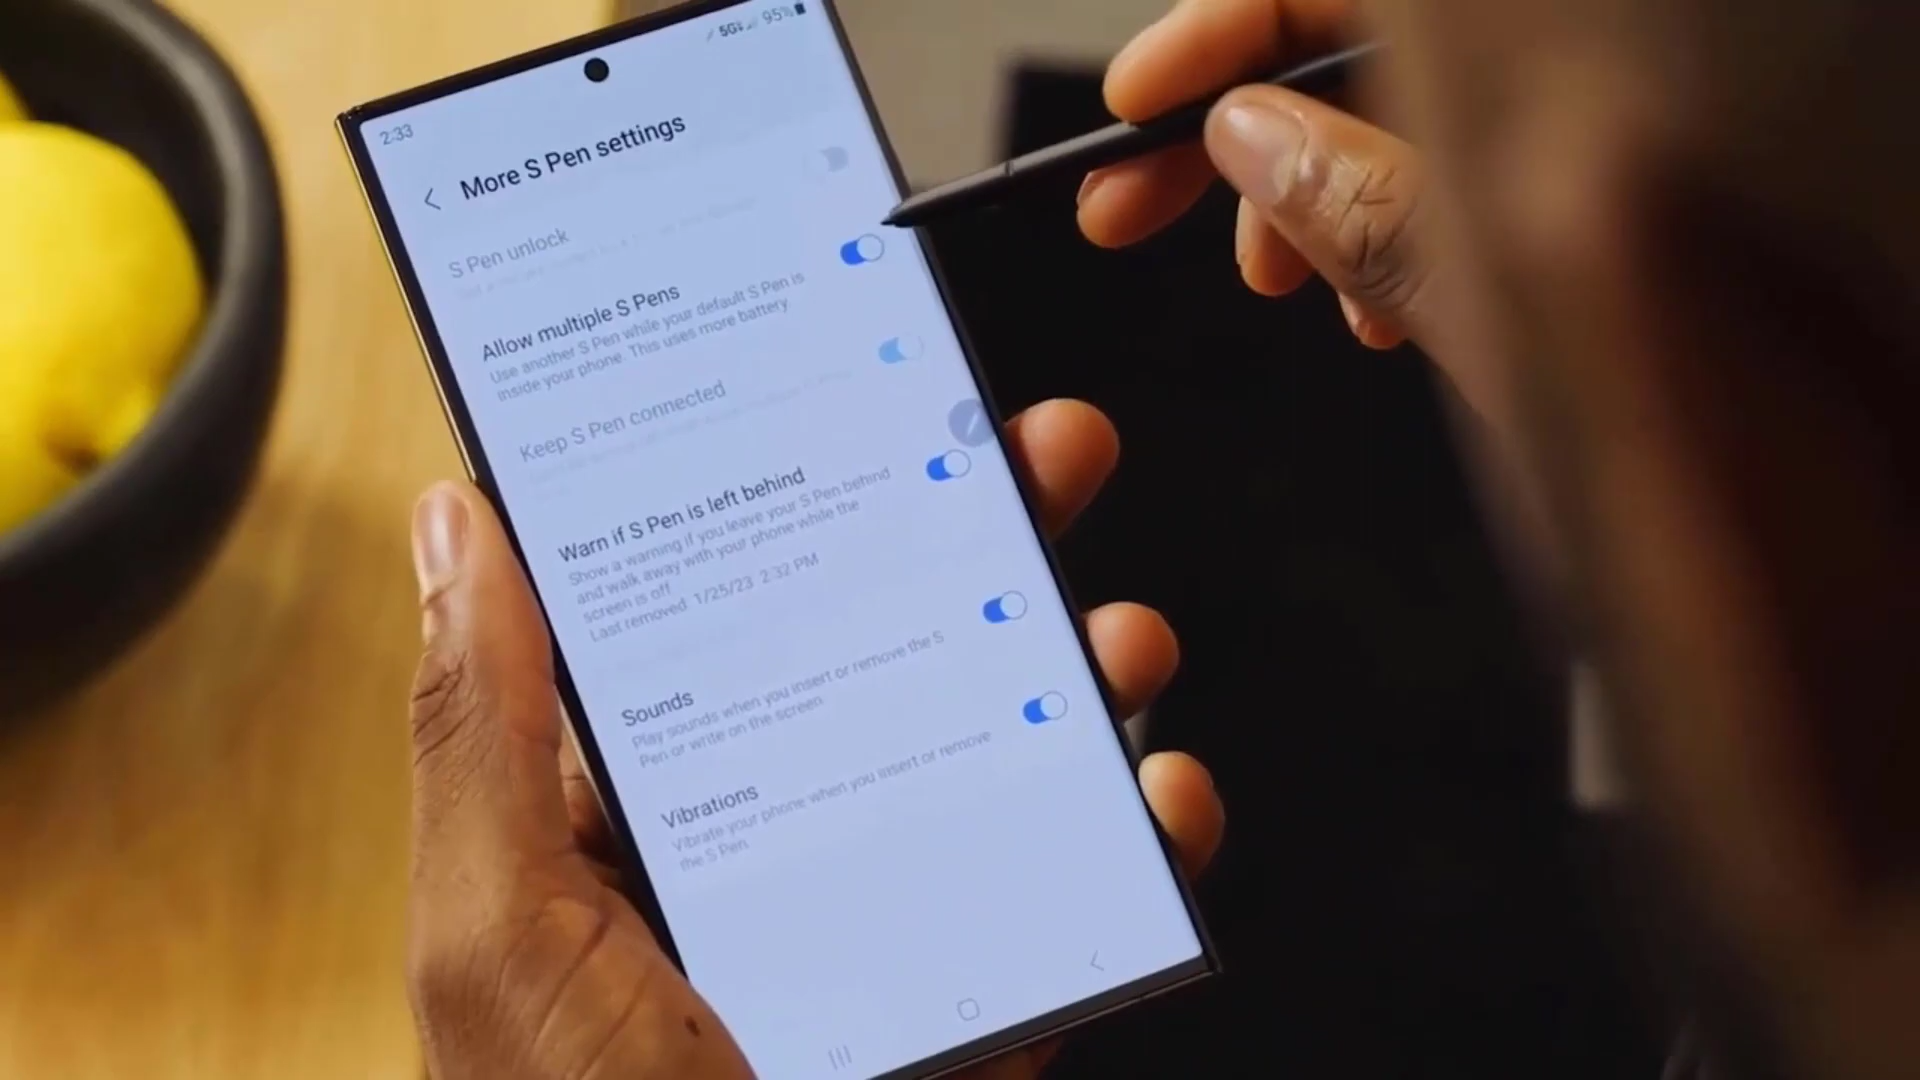 2:33
5G
95%
More S Pen settings
S Pen unlock
Allow multiple S Pens
Use another S Pen while your default S Pen is
inside your phone. This uses more battery.
Keep S Pen connected
Warn if S Pen is left behind
Show a warning if you leave your S Pen behind
and walk away with your phone while the
screen is off.
Last removed: 1/25/23 2:32 PM
Sounds
Play sounds when you insert or remove the S
Pen or write on the screen.
Vibrations
Vibrate your phone when you insert or remove
the S Pen.